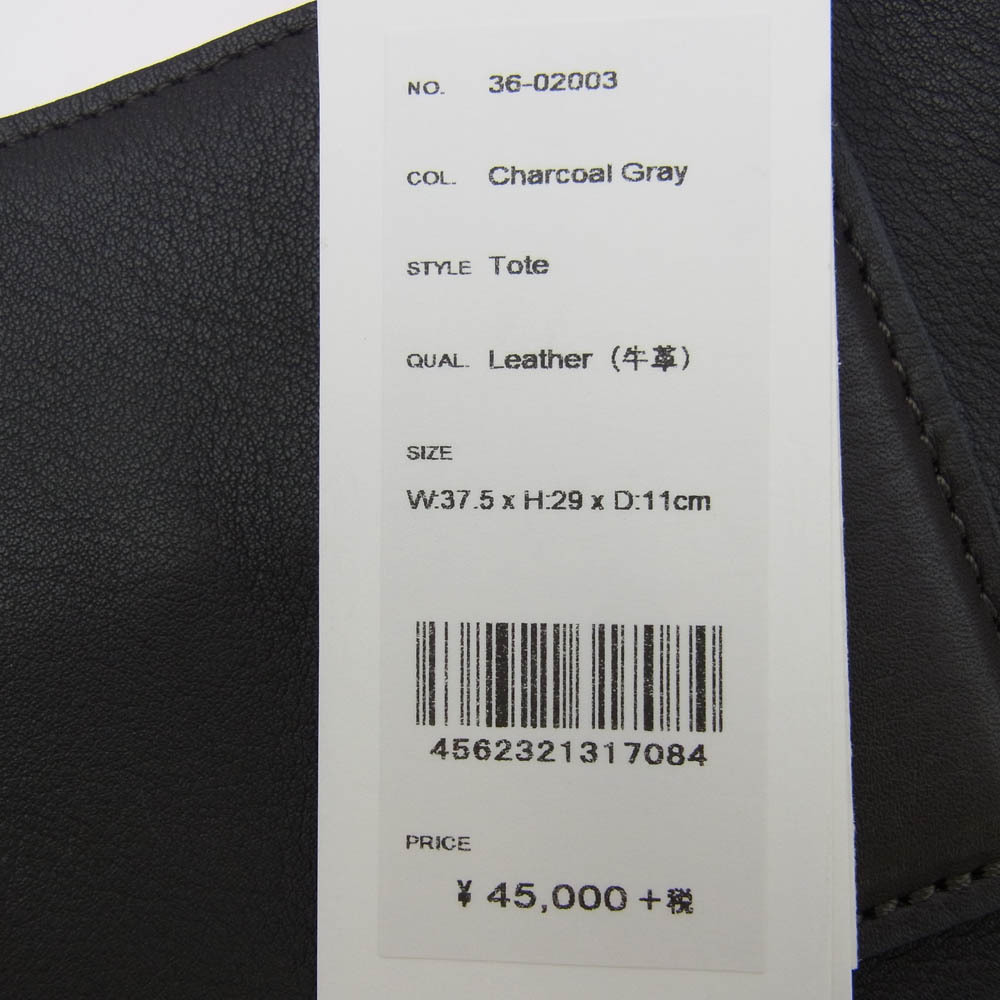 NO. 36-02003
COL. Charcoal Gray
STYLE Tote
QUAL. Leather (牛革)
SIZE
W:37.5 x H:29 x D:11cm
4562321317084
PRICE
¥ 45,000 +税